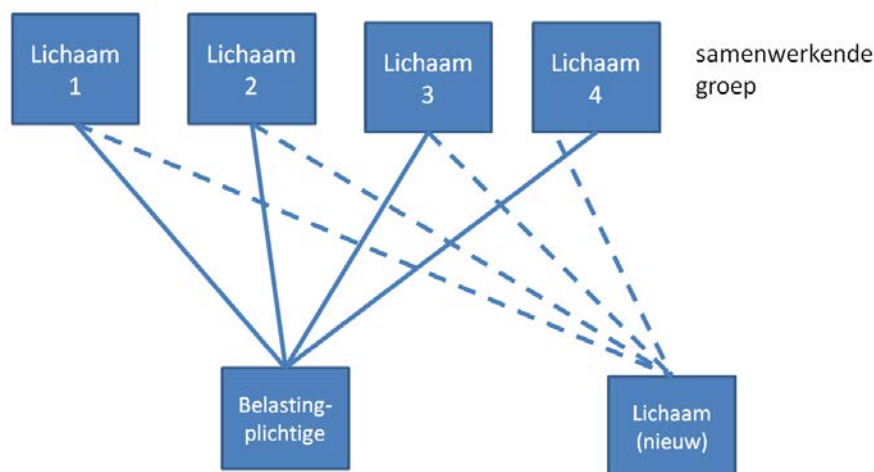 Lichaam
1
Lichaam
2
Lichaam
3
Lichaam
4
samenwerkende
groep
Belasting-
plichtige
Lichaam
(nieuw)